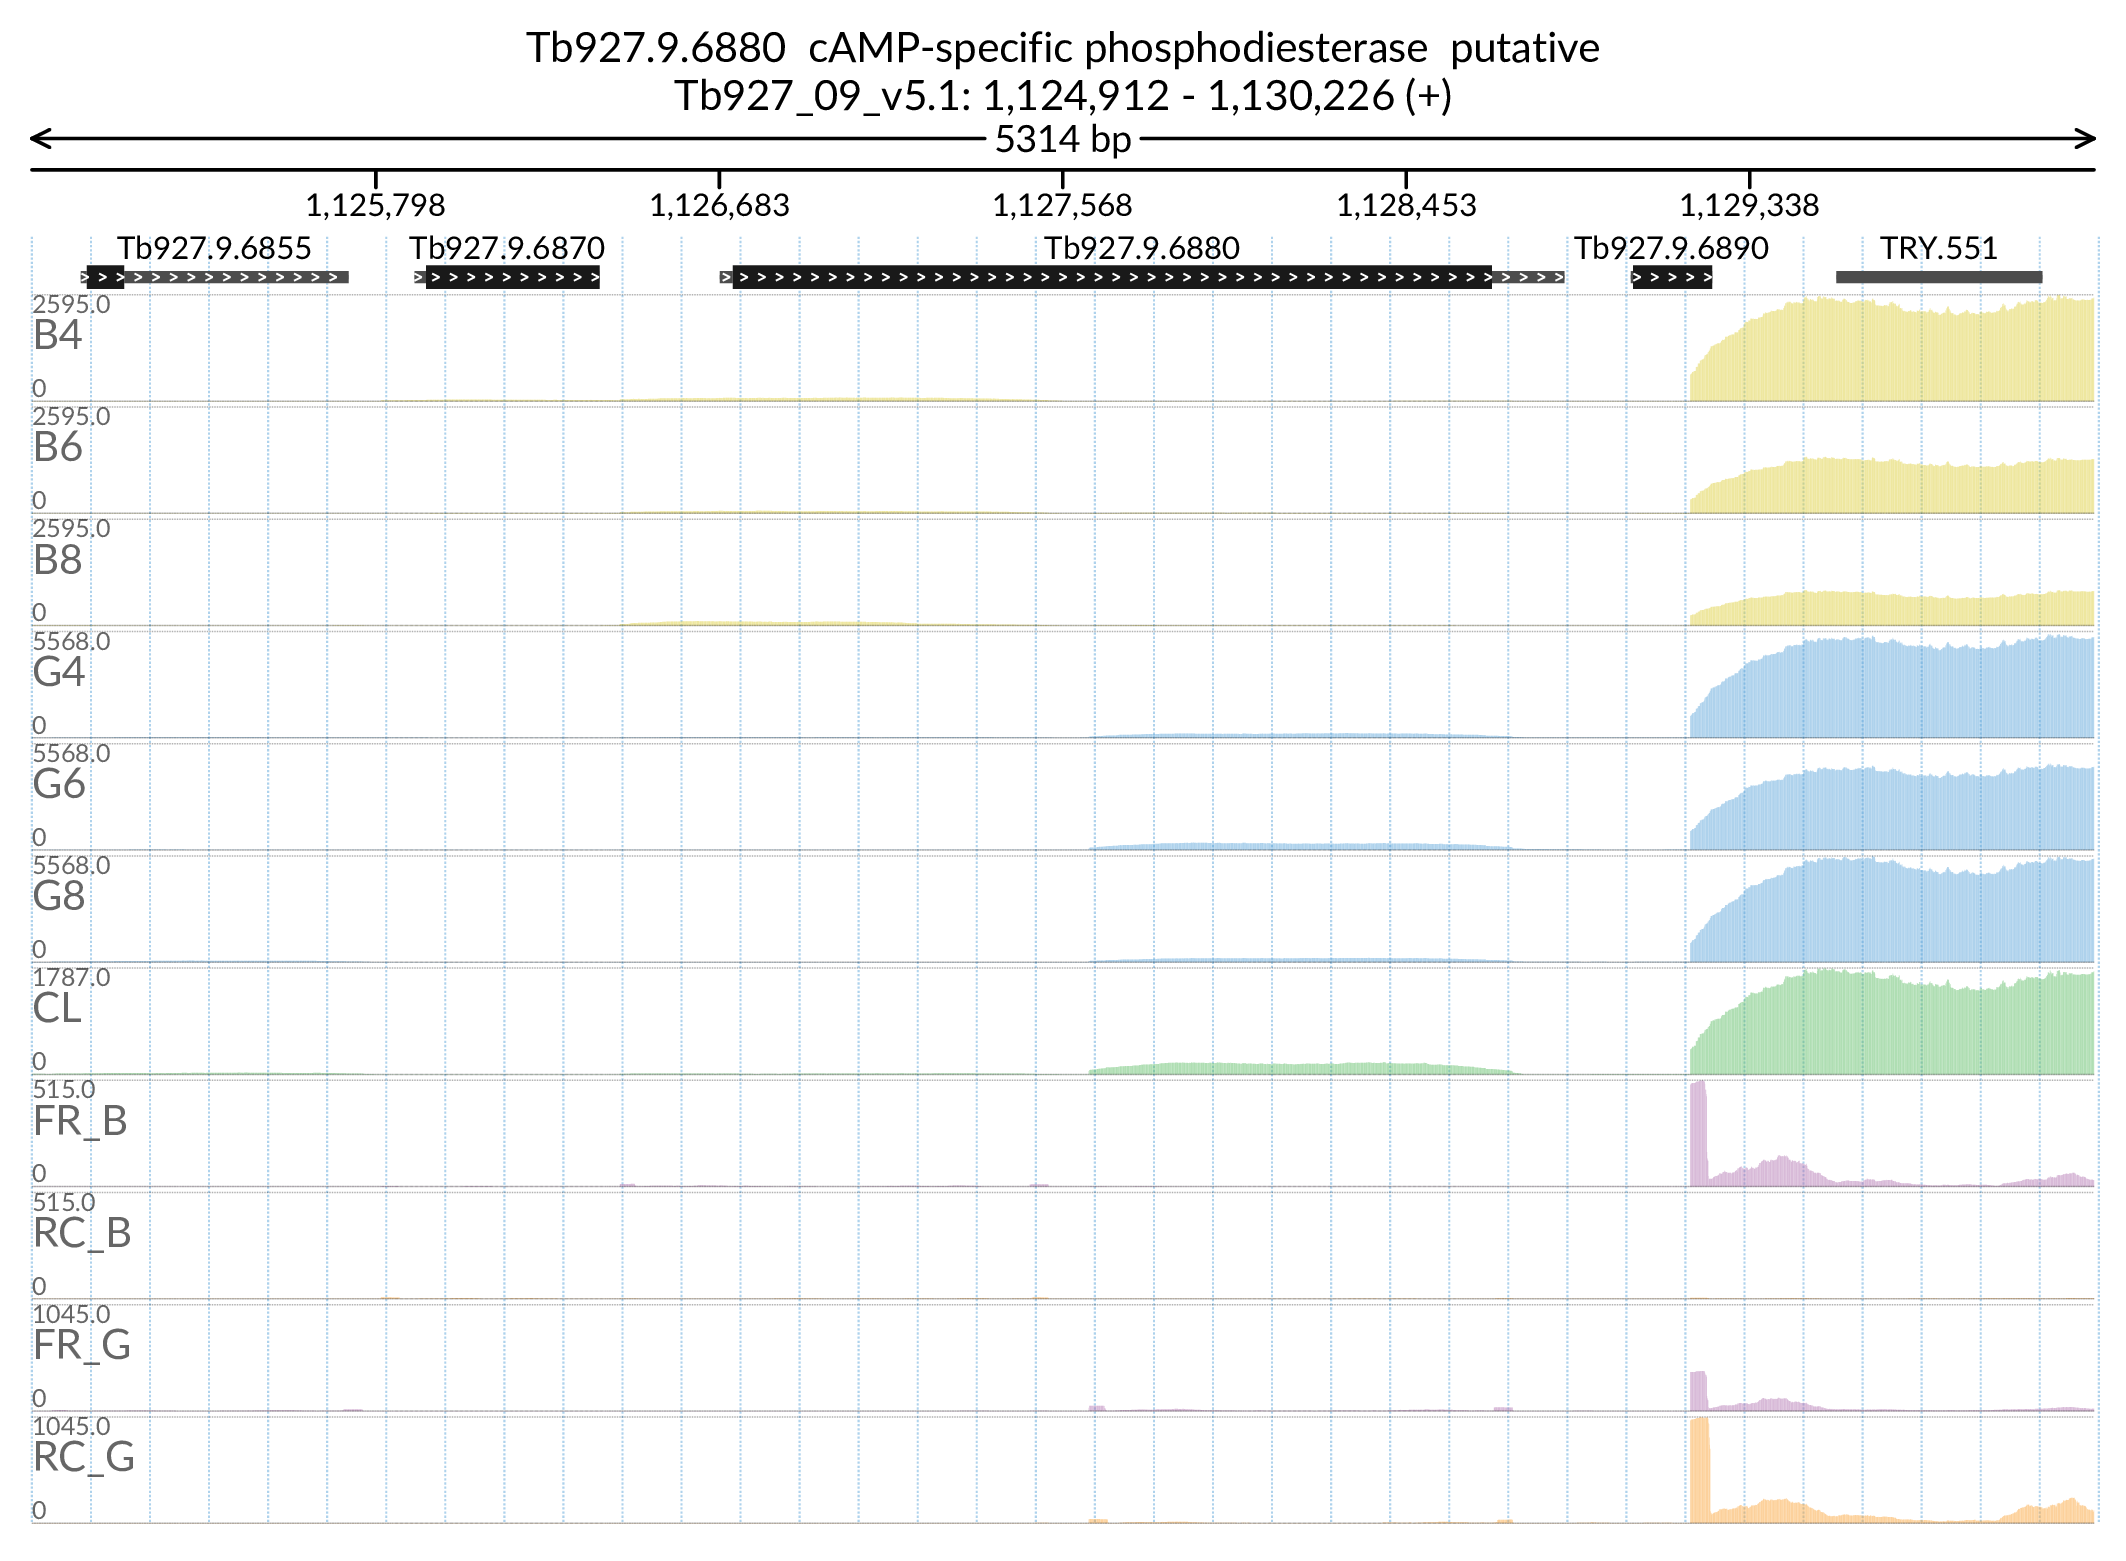 Tb927.9.6880  cAMP-specific phosphodiesterase  putative
Tb927_09_v5.1: 1,124,912 - 1,130,226 (+)
5314 bp
1,125,798 1,126,683 1,127,568 1,128,453 1,129,338
Tb927.9.6855 Tb927.9.6870 Tb927.9.6880 Tb927.9.6890 TRY.551
2595.0
B4
0
2595.0
B6
0
2595.0
B8
0
5568.0
G4
0
5568.0
G6
0
5568.0
G8
0
1787.0
CL
0
515.0
FR_B
0
515.0
RC_B
0
1045.0
FR_G
0
1045.0
RC_G
0